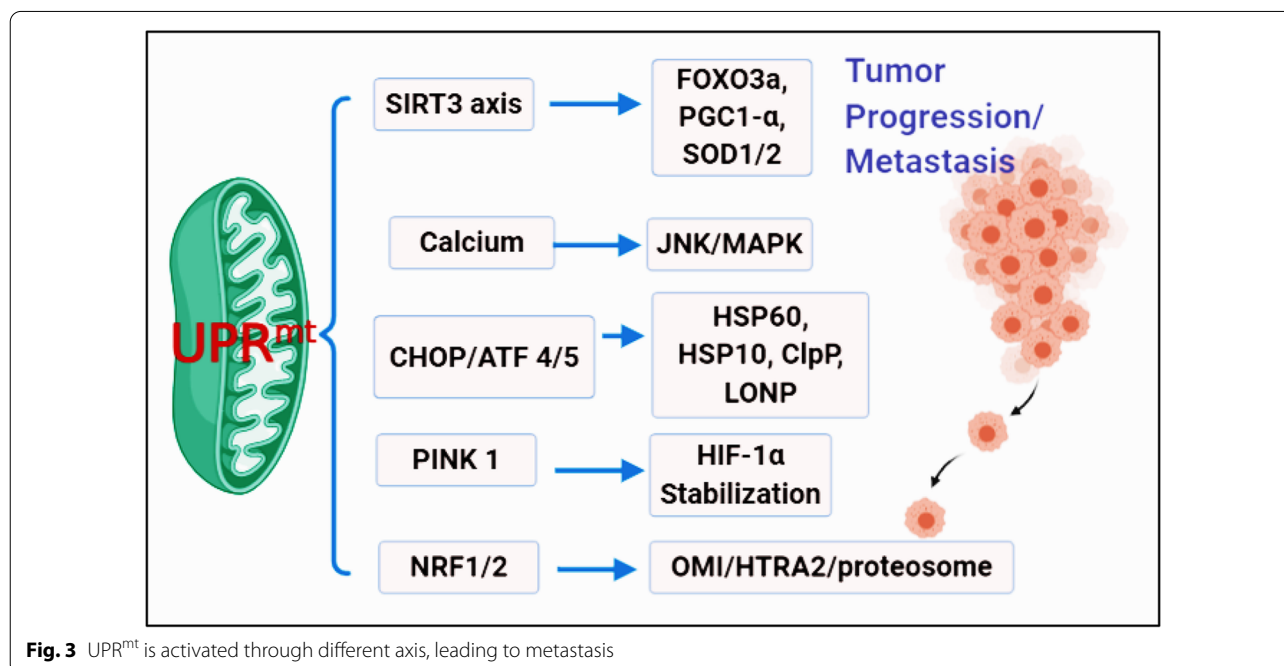 UPRmt
SIRT3 axis
FOXO3a,
PGC1-α,
SOD1/2
Calcium
JNK/MAPK
CHOP/ATF 4/5
HSP60,
HSP10, ClpP,
LONP
PINK 1
HIF-1α
Stabilization
NRF1/2
OMI/HTRA2/proteosome
Tumor
Progression/
Metastasis
Fig. 3 UPRmt is activated through different axis, leading to metastasis